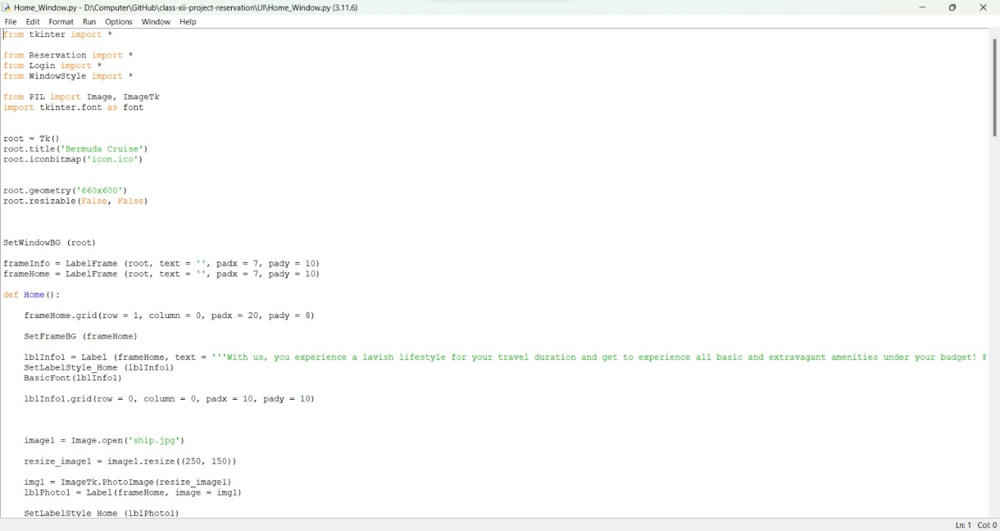 Home_Window.py - D:\Computer\GitHub\class-xii-project-reservation\UI\Home_Window.py (3.11.6)
File Edit Format Run Options Window Help
from tkinter import *
from Reservation import *
from Login import *
from WindowStyle import *
from PIL import Image, ImageTk
import tkinter.font as font
root = Tk()
root.title('Bermuda Cruise')
root.iconbitmap('icon.ico')
root.geometry('660x600')
root.resizable(False, False)
SetWindowBG (root)
frameInfo = LabelFrame (root, text = '', padx = 7, pady = 10)
frameHome = LabelFrame (root, text = '', padx = 7, pady = 10)
def Home():
frameHome.grid(row = 1, column = 0, padx = 20, pady = 8)
SetFrameBG (frameHome)
lblInfo1 = Label (frameHome, text = '''With us, you experience a lavish lifestyle for your travel duration and get to experience all basic and extravagant amenities under your budget!
SetLabelStyle_Home (lblInfo1)
BasicFont(lblInfo1)
lblInfo1.grid(row = 0, column = 0, padx = 10, pady = 10)
image1 = Image.open('ship.jpg')
resize_image1 = image1.resize((250, 150))
img1 = ImageTk.PhotoImage(resize_image1)
lblPhoto1 = Label(frameHome, image = img1)
SetLabelStyle_Home (lblPhoto1)
Ln: 1 Col: 0